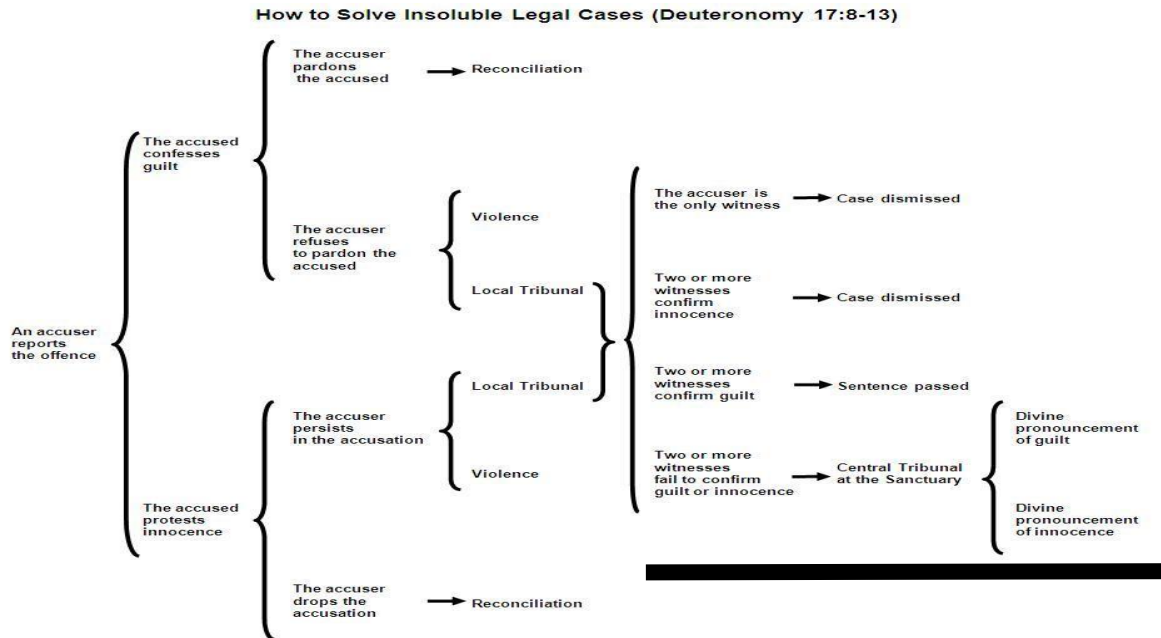 How to Solve Insoluble Legal Cases (Deuteronomy 17:8-13)
An accuser
reports
the offence
The accused
confesses
guilt
The accuser
pardons
the accused
Reconciliation
The accuser
refuses
to pardon the
accused
Violence
Local Tribunal
The accused
protests
innocence
The accuser
persists
in the accusation
Local Tribunal
Violence
The accuser
drops the
accusation
Reconciliation
The accuser is
the only witness
Case dismissed
Two or more
witnesses
confirm
innocence
Case dismissed
Two or more
witnesses
confirm guilt
Sentence passed
Two or more
witnesses
fail to confirm
guilt or innocence
Central Tribunal
at the Sanctuary
Divine
pronouncement
of guilt
Divine
pronouncement
of innocence